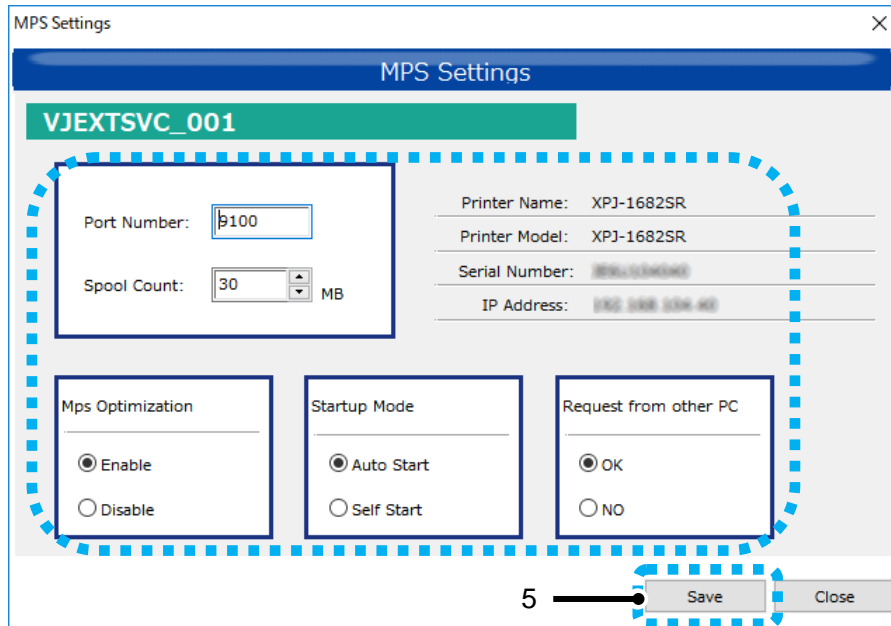 MPS Settings
MPS Settings
VJEXTSVC_001
Port Number: 9100
Spool Count: 30 MB
Printer Name: XPJ-1682SR
Printer Model: XPJ-1682SR
Serial Number:
IP Address:
Mps Optimization
Enable
Disable
Startup Mode
Auto Start
Self Start
Request from other PC
OK
NO
5
Save
Close